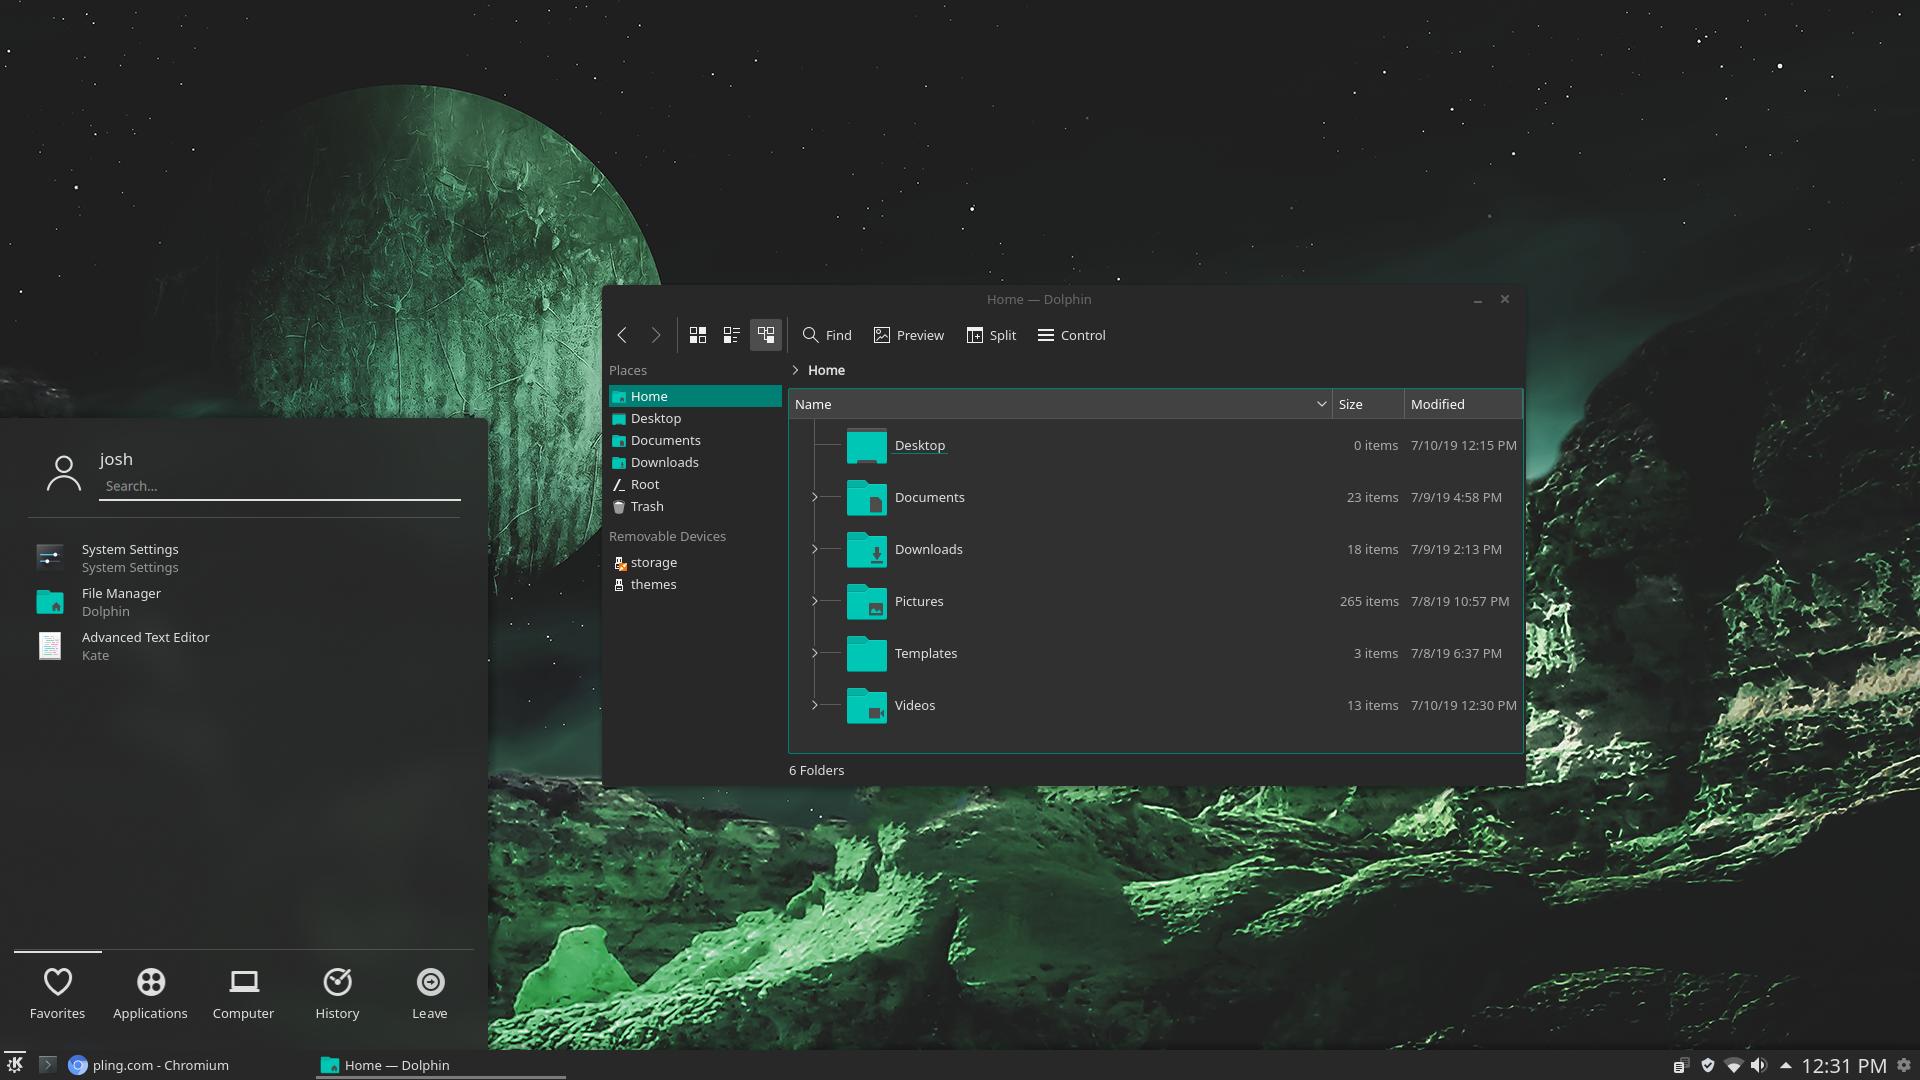 Home — Dolphin
Find Preview Split Control
Places
Home
Desktop
Documents
Downloads
Root
Trash
Removable Devices
storage
themes
Home
Name Size Modified
Desktop 0 items 7/10/19 12:15 PM
Documents 23 items 7/9/19 4:58 PM
Downloads 18 items 7/9/19 2:13 PM
Pictures 265 items 7/8/19 10:57 PM
Templates 3 items 7/8/19 6:37 PM
Videos 13 items 7/10/19 12:30 PM
6 Folders
josh
Search...
System Settings
System Settings
File Manager
Dolphin
Advanced Text Editor
Kate
Favorites Applications Computer History Leave
pling.com - Chromium Home — Dolphin 12:31 PM